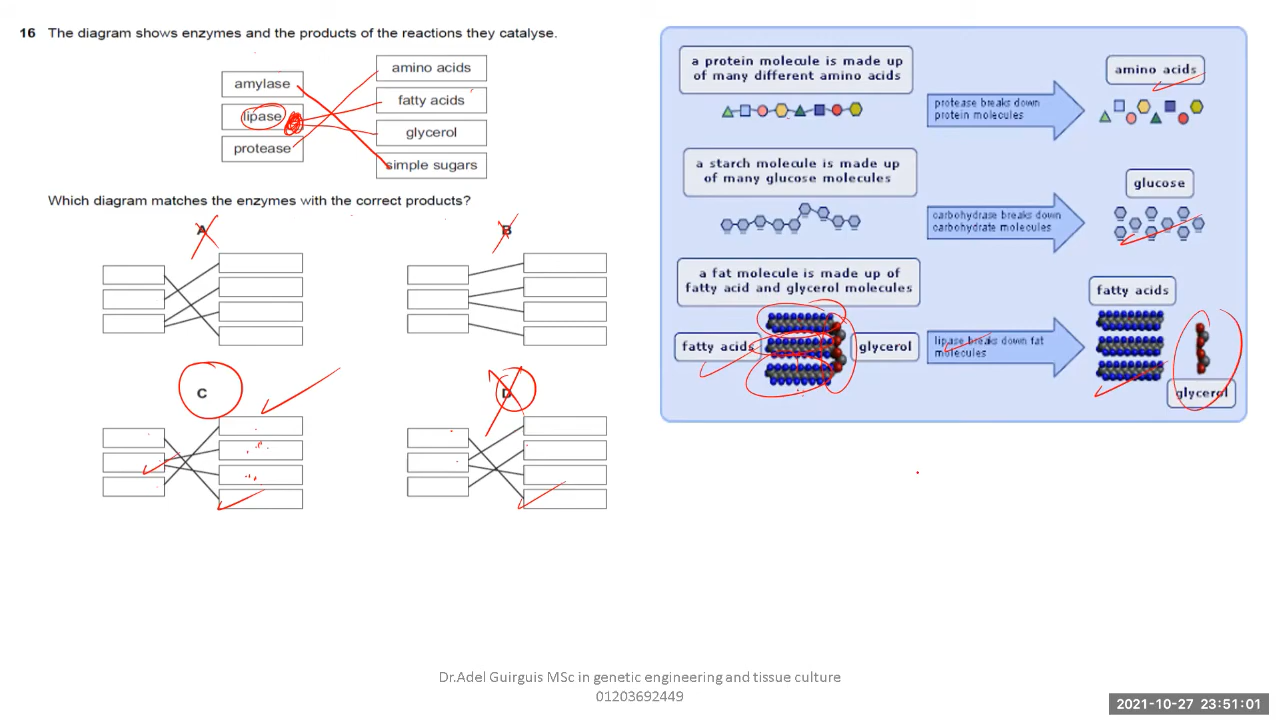 16 The diagram shows enzymes and the products of the reactions they catalyse.
amylase
lipase
protease
amino acids
fatty acids
glycerol
simple sugars
Which diagram matches the enzymes with the correct products?
A
B
C
D
a protein molecule is made up
of many different amino acids
protease breaks down
protein molecules
amino acids
a starch molecule is made up
of many glucose molecules
carbohydrase breaks down
carbohydrate molecules
glucose
a fat molecule is made up of
fatty acid and glycerol molecules
fatty acids
glycerol
lipase breaks down fat
molecules
fatty acids
glycerol
Dr.Adel Guirguis MSc in genetic engineering and tissue culture
01203692449
2021-10-27 23:51:01